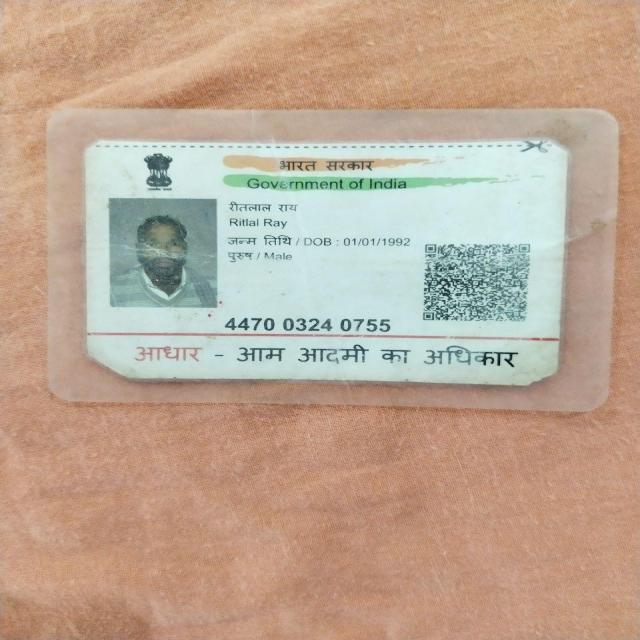 भारत सरकार
Government of India
रीतलाल राय
Ritlal Ray
जन्म तिथि / DOB : 01/01/1992
पुरुष / Male
4470 0324 0755
आधार - आम आदमी का अधिकार